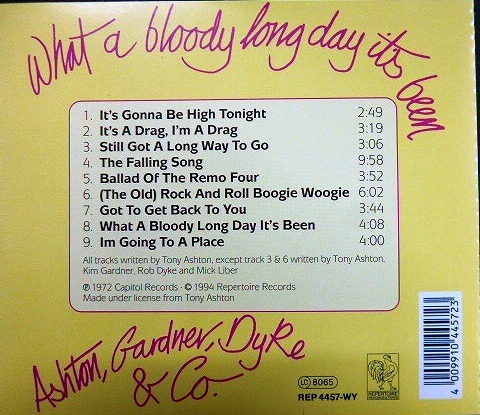 What a bloody long day it's been
1. It's Gonna Be High Tonight 2:49
2. It's A Drag, I'm A Drag 3:19
3. Still Got A Long Way To Go 3:06
4. The Falling Song 9:58
5. Ballad Of The Remo Four 3:52
6. (The Old) Rock And Roll Boogie Woogie 6:02
7. Got To Get Back To You 3:44
8. What A Bloody Long Day It's Been 4:08
9. Im Going To A Place 4:00
All tracks written by Tony Ashton, except track 3 & 6 written by Tony Ashton,
Kim Gardner, Rob Dyke and Mick Liber
℗ 1972 Capitol Records · © 1994 Repertoire Records
Made under license from Tony Ashton
Ashton, Gardner, Dyke
& Co.
LC 8065
REP 4457-WY
REPERTOIRE
4 009910 445723